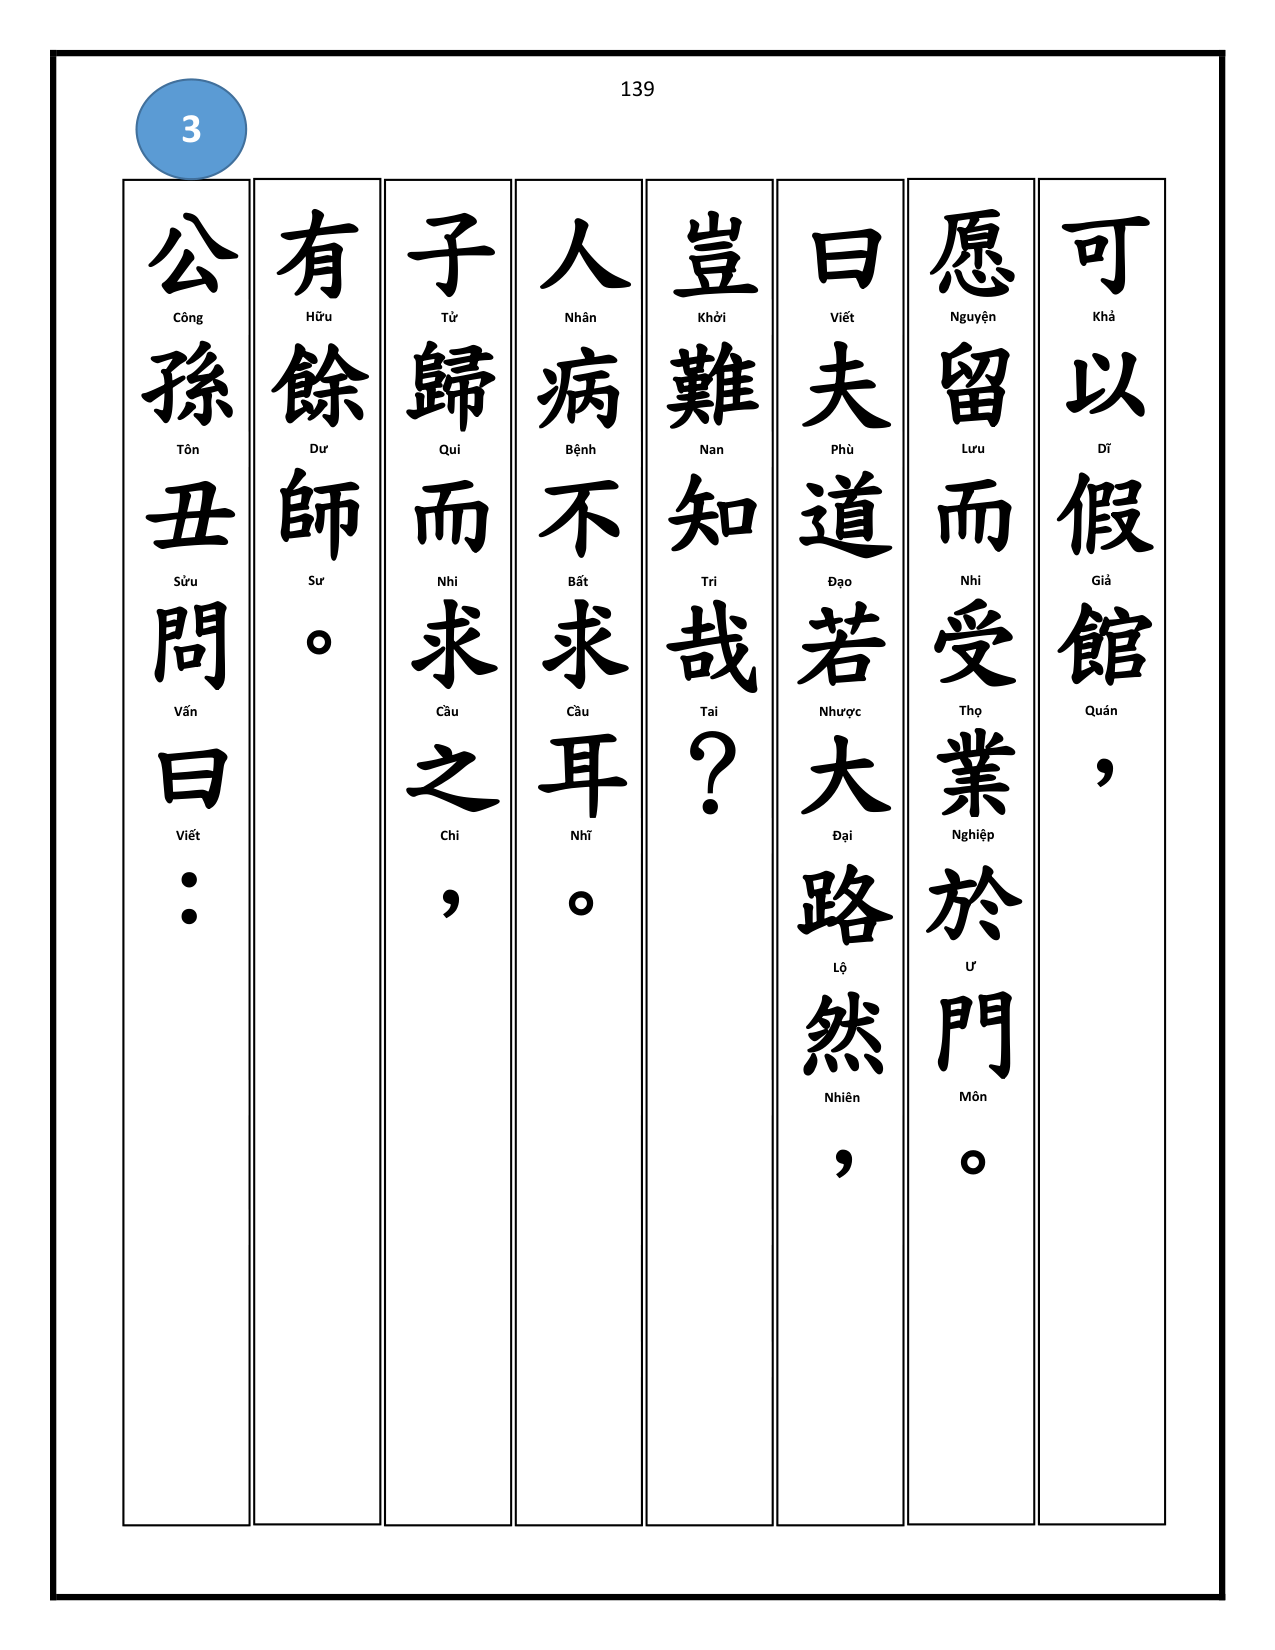 139
3
可以假館，
Khả Dĩ Giả Quán
愿留而受業於門。
Nguyện Lưu Nhi Thọ Nghiệp Ư Môn
曰夫道若大路然，
Viết Phù Đạo Nhược Đại Lộ Nhiên
豈難知哉？
Khởi Nan Tri Tai
人病不求耳。
Nhân Bệnh Bất Cầu Nhĩ
子歸而求之，
Tử Qui Nhi Cầu Chi
有餘師。
Hữu Dư Sư
公孫丑問曰：
Công Tôn Sửu Vấn Viết